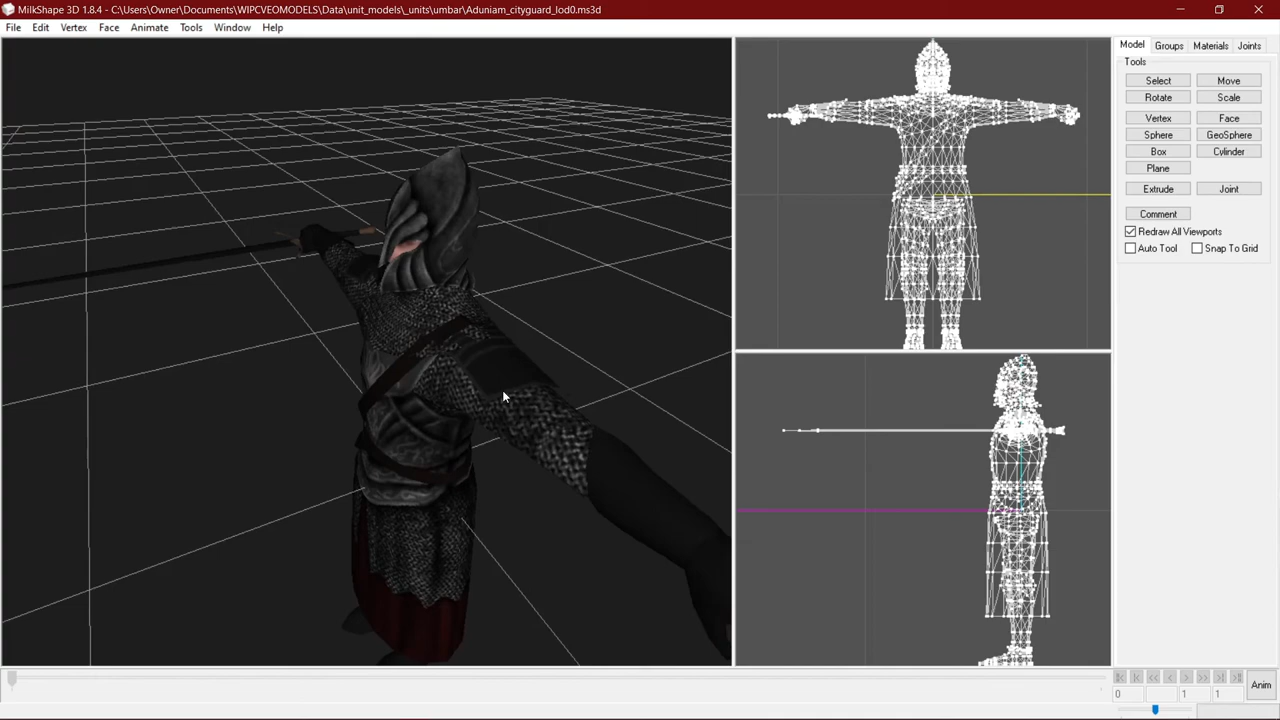 MilkShape 3D 1.8.4 - C:\Users\Owner\Documents\WIPCVEOMODELS\Data\unit_models\_units\umbar\Aduniam_cityguard_lod0.ms3d
File Edit Vertex Face Animate Tools Window Help
Model Groups Materials Joints
Tools
Select Move
Rotate Scale
Vertex Face
Sphere GeoSphere
Box Cylinder
Plane
Extrude Joint
Comment
Redraw All Viewports
Auto Tool Snap To Grid
0 1 1 Anim